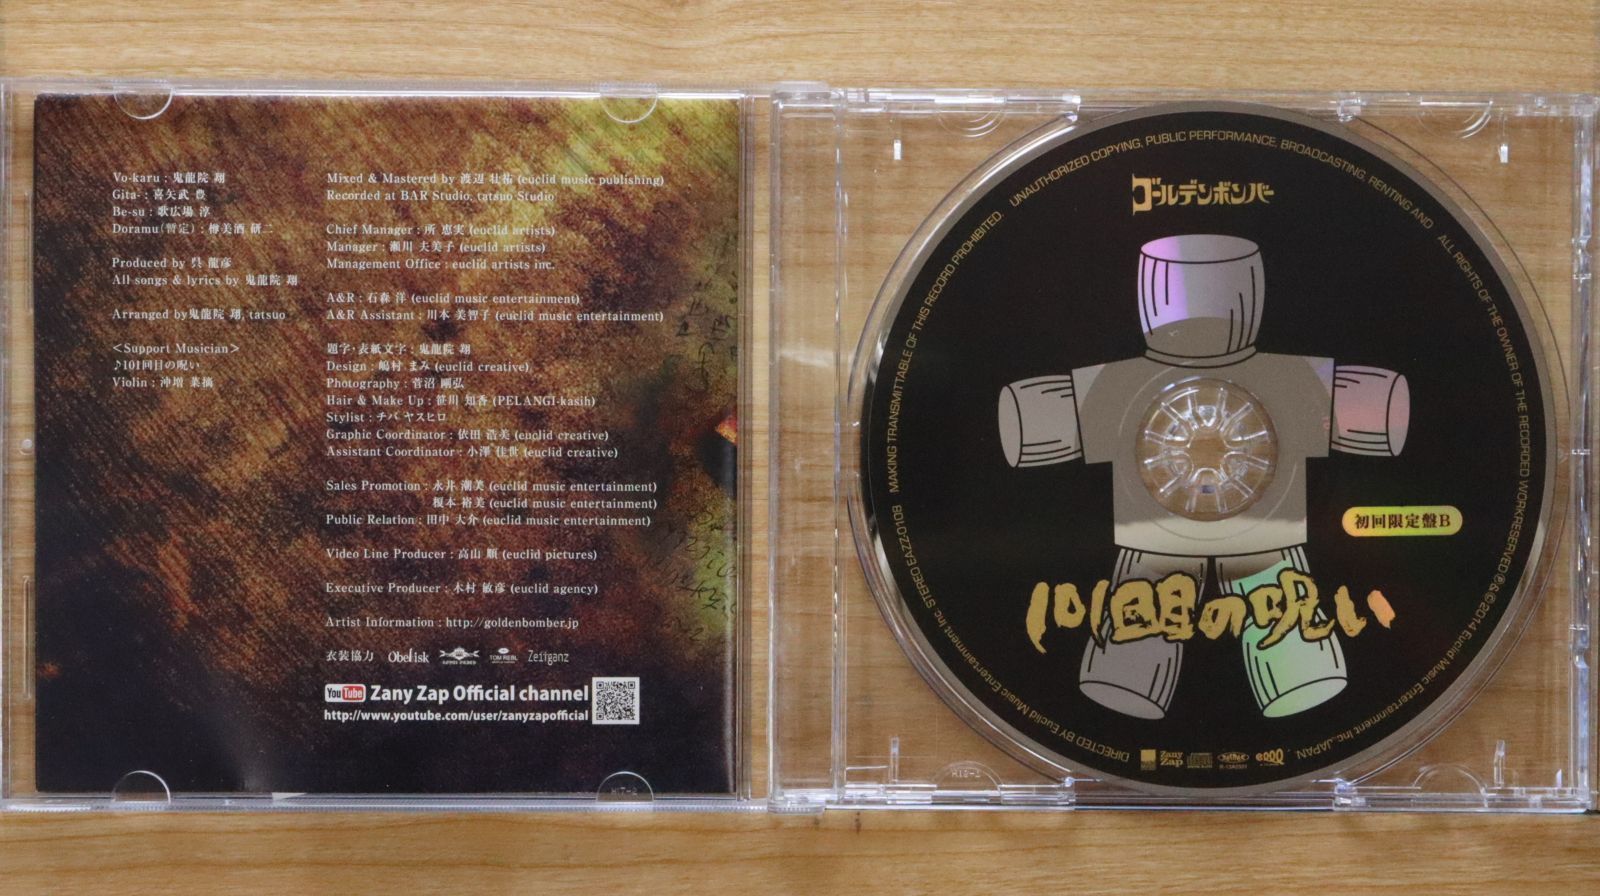 Vo-karu : 鬼龍院 翔
Gita- : 喜矢武 豊
Be-su : 歌広場 淳
Doramu(暫定) : 樽美酒 研二
Produced by 呉 龍彦
All songs & lyrics by 鬼龍院 翔
Arranged by鬼龍院 翔, tatsuo
<Support Musician>
♪101回目の呪い
Violin : 沖増 菜摘
Mixed & Mastered by 渡辺 壮祐 (euclid music publishing)
Recorded at BAR Studio, tatsuo Studio
Chief Manager : 所 恵実 (euclid artists)
Manager : 瀬川 夫美子 (euclid artists)
Management Office : euclid artists inc.
A&R : 石森 洋 (euclid music entertainment)
A&R Assistant : 川本 美智子 (euclid music entertainment)
題字・表紙文字 : 鬼龍院 翔
Design : 嶋村 まみ (euclid creative)
Photography : 菅沼 剛弘
Hair & Make Up : 笹川 知香 (PELANGI-kasih)
Stylist : チバ ヤスヒロ
Graphic Coordinator : 依田 浩美 (euclid creative)
Assistant Coordinator : 小澤 佳世 (euclid creative)
Sales Promotion : 永井 潮美 (euclid music entertainment)
榎本 裕美 (euclid music entertainment)
Public Relation : 田中 大介 (euclid music entertainment)
Video Line Producer : 高山 順 (euclid pictures)
Executive Producer : 木村 敏彦 (euclid agency)
Artist Information : http://goldenbomber.jp
衣装協力 Obelisk TOM REBL Zeitganz
YouTube Zany Zap Official channel
http://www.youtube.com/user/zanyzapofficial
ゴールデンボンバー
初回限定盤B
101回目の呪い
UNAUTHORIZED COPYING, PUBLIC PERFORMANCE, BROADCASTING, RENTING AND
MAKING TRANSMITTABLE OF THIS RECORD PROHIBITED.
ALL RIGHTS OF THE OWNER OF THE RECORDED WORK RESERVED
℗&©2014 Euclid Music Entertainment Inc. JAPAN
DIRECTED BY Euclid Music Entertainment Inc. STEREO EAZZ-0108
Zany Zap